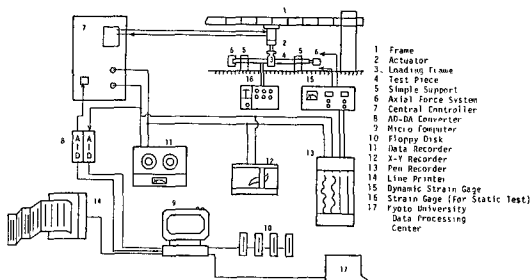 1
2
3
4
5
5
6
6
7
8
A/D
A/D
9
10
11
12
13
14
15
16
17
1 Frame
2 Actuator
3 Loading Frame
4 Test Piece
5 Simple Support
6 Axial Force System
7 Central Controller
8 AD-DA Converter
9 Micro Computer
10 Floppy Disk
11 Data Recorder
12 X-Y Recorder
13 Pen Recorder
14 Line Printer
15 Dynamic Strain Gage
16 Strain Gage (For Static Test)
17 Kyoto University
Data Processing
Center